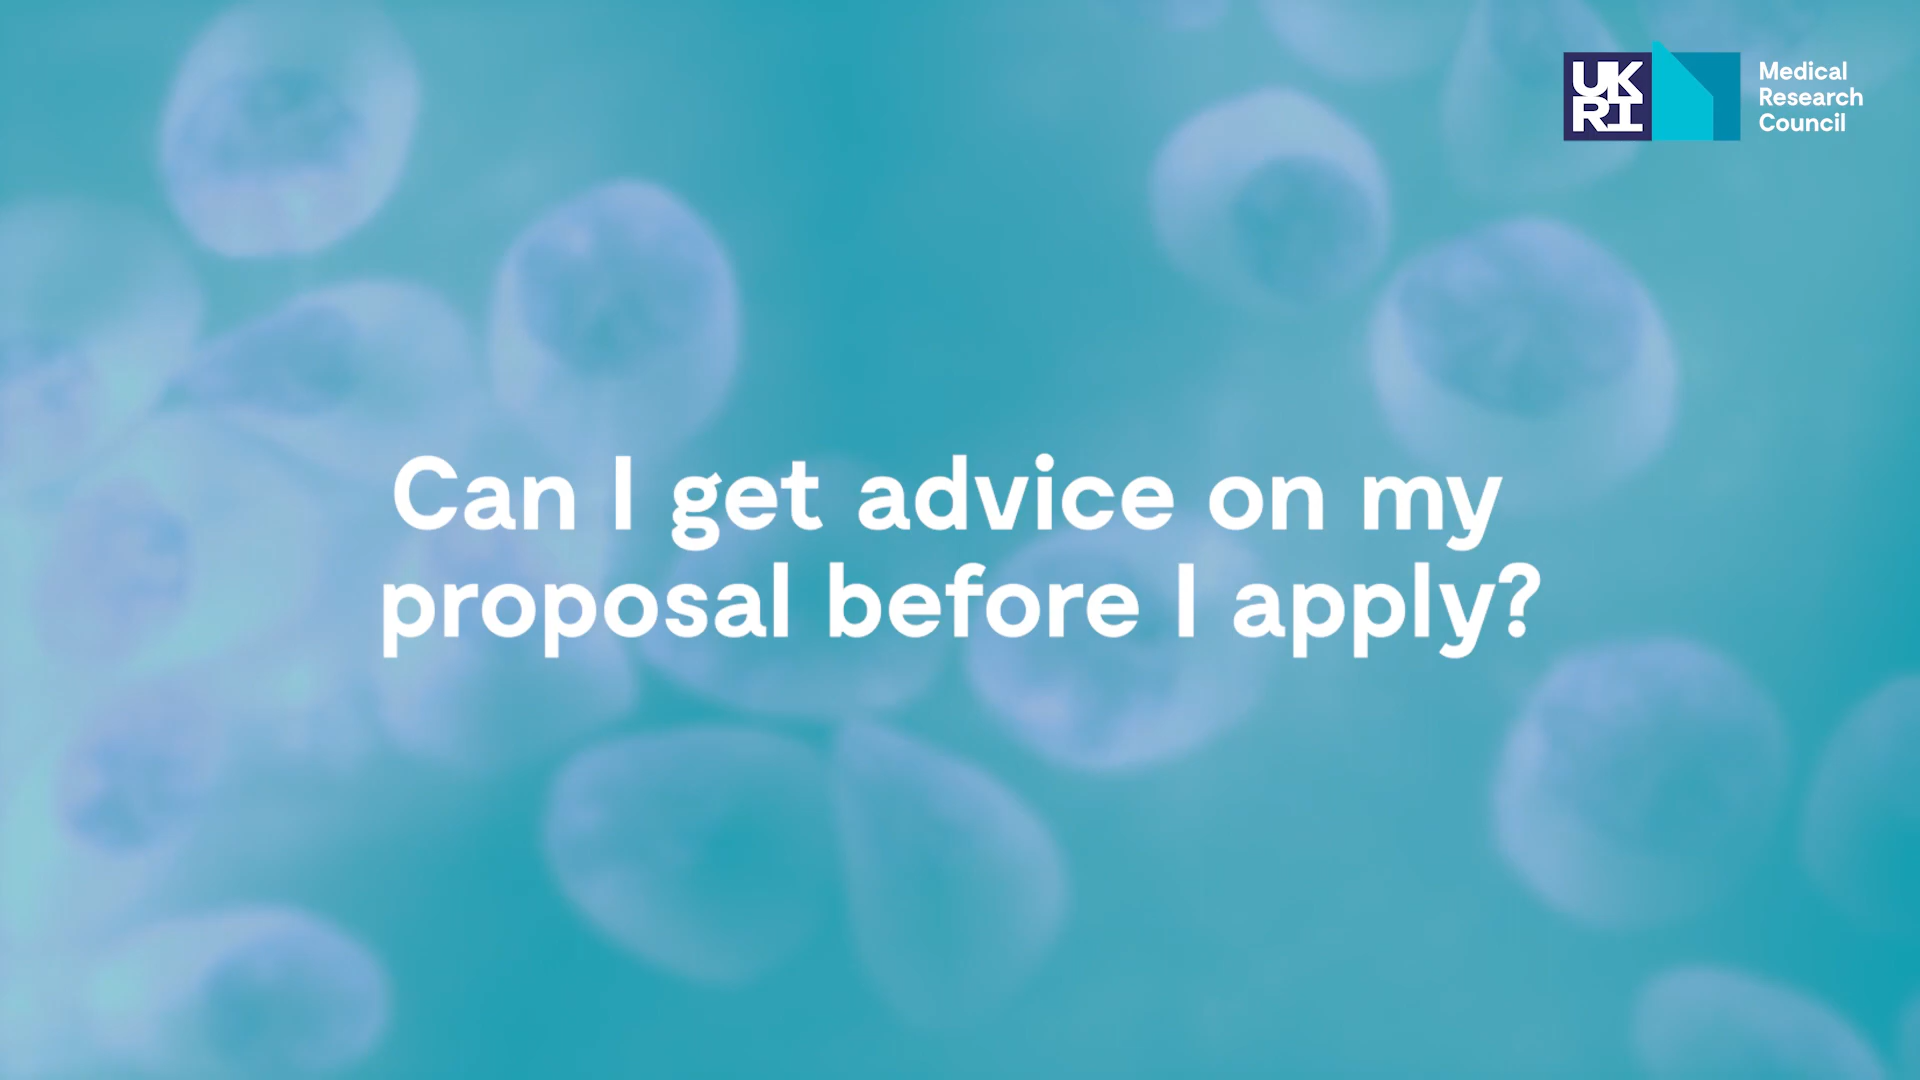 UK
RI
Medical
Research
Council
Can I get advice on my
proposal before I apply?